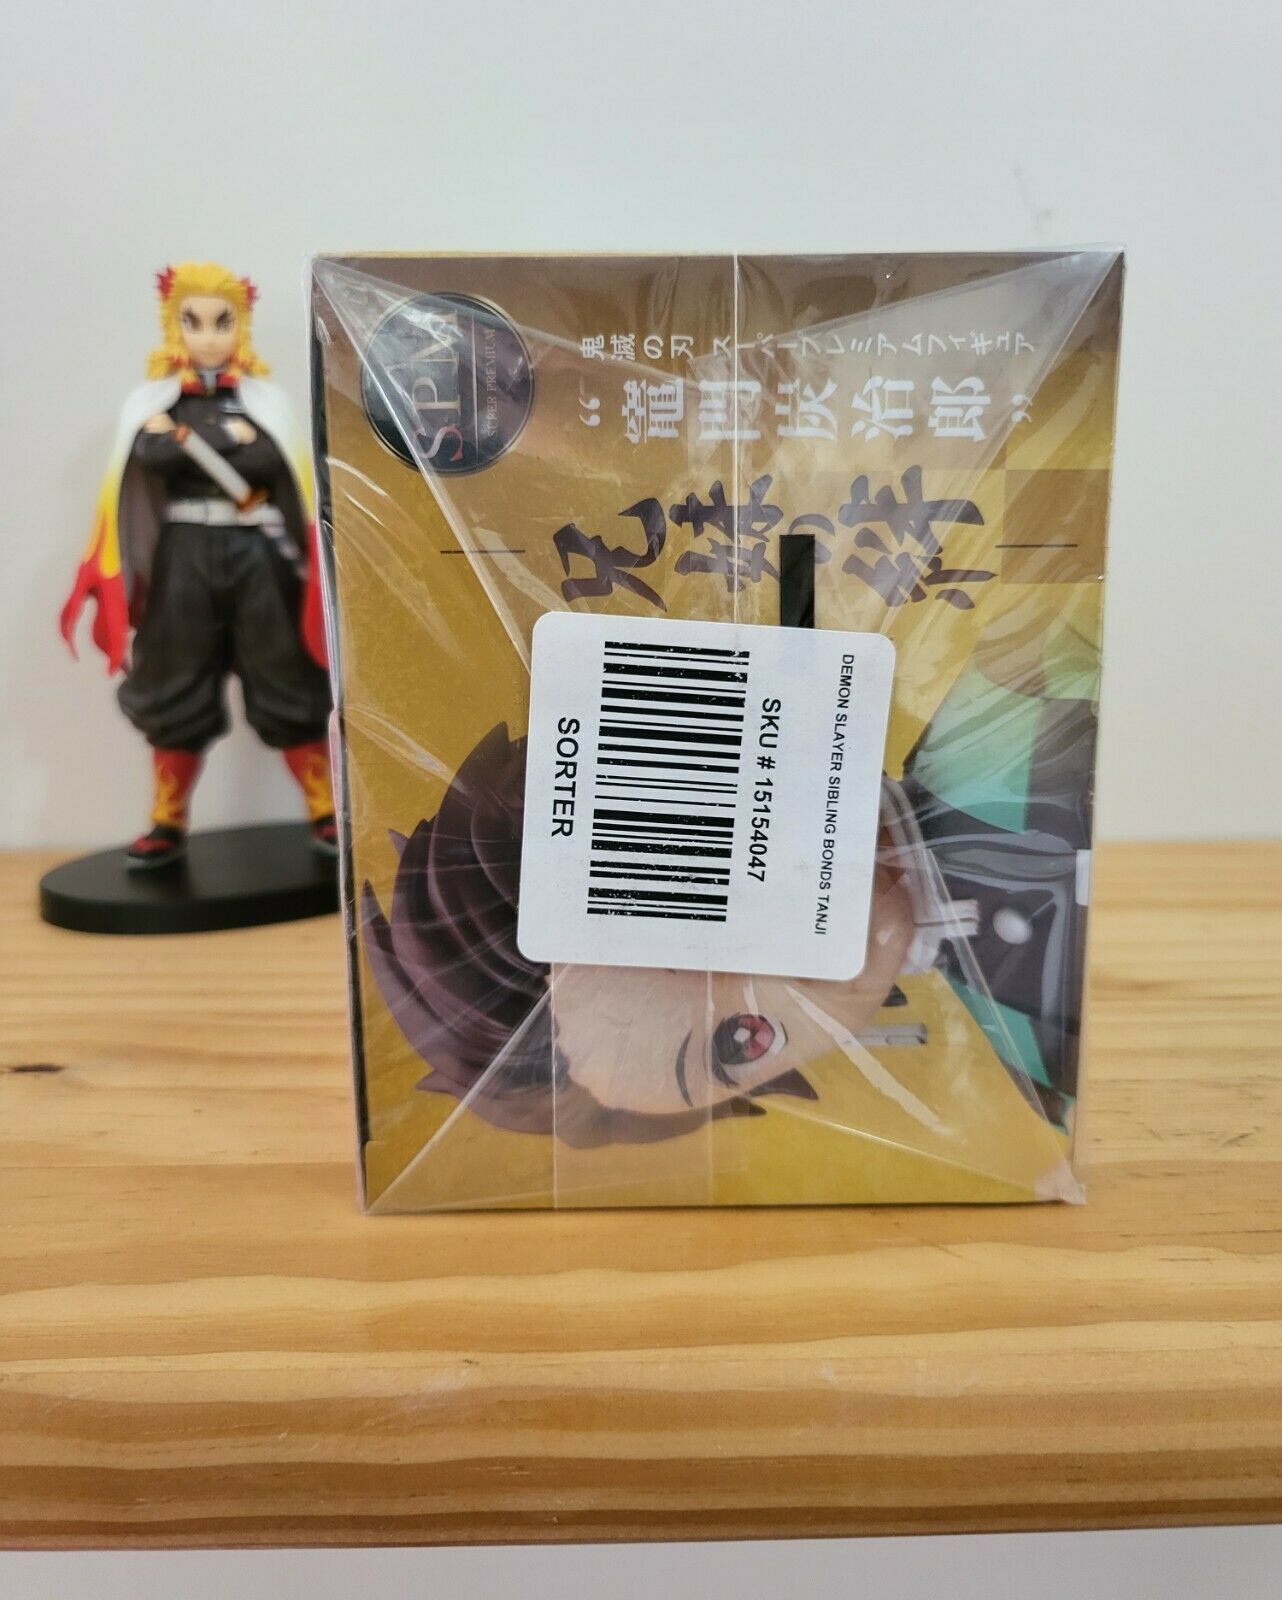 SPM
SUPER PREMIUM
鬼滅の刃 スーパープレミアムフィギュア
“竈門炭治郎”
兄妹の絆
DEMON SLAYER SIBLING BONDS TANJI
SKU # 15154047
SORTER